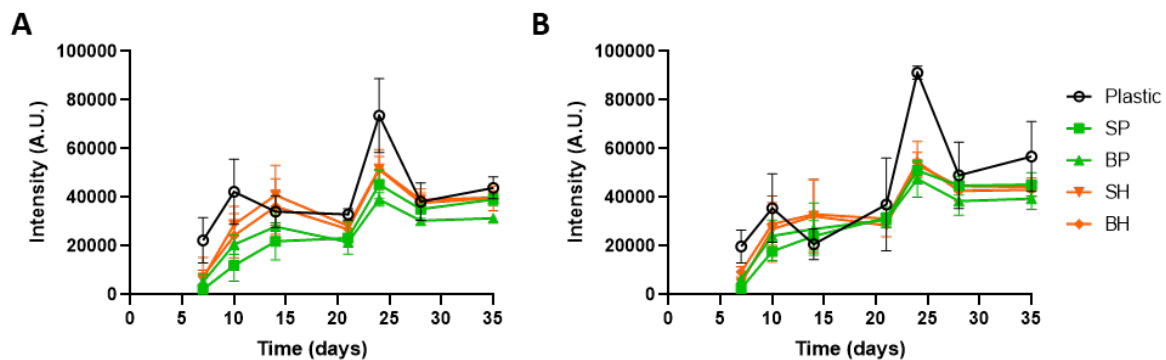 A
B
100000
80000
60000
40000
20000
0
Intensity (A.U.)
0 5 10 15 20 25 30 35
Time (days)
100000
80000
60000
40000
20000
0
Intensity (A.U.)
0 5 10 15 20 25 30 35
Time (days)
Plastic
SP
BP
SH
BH